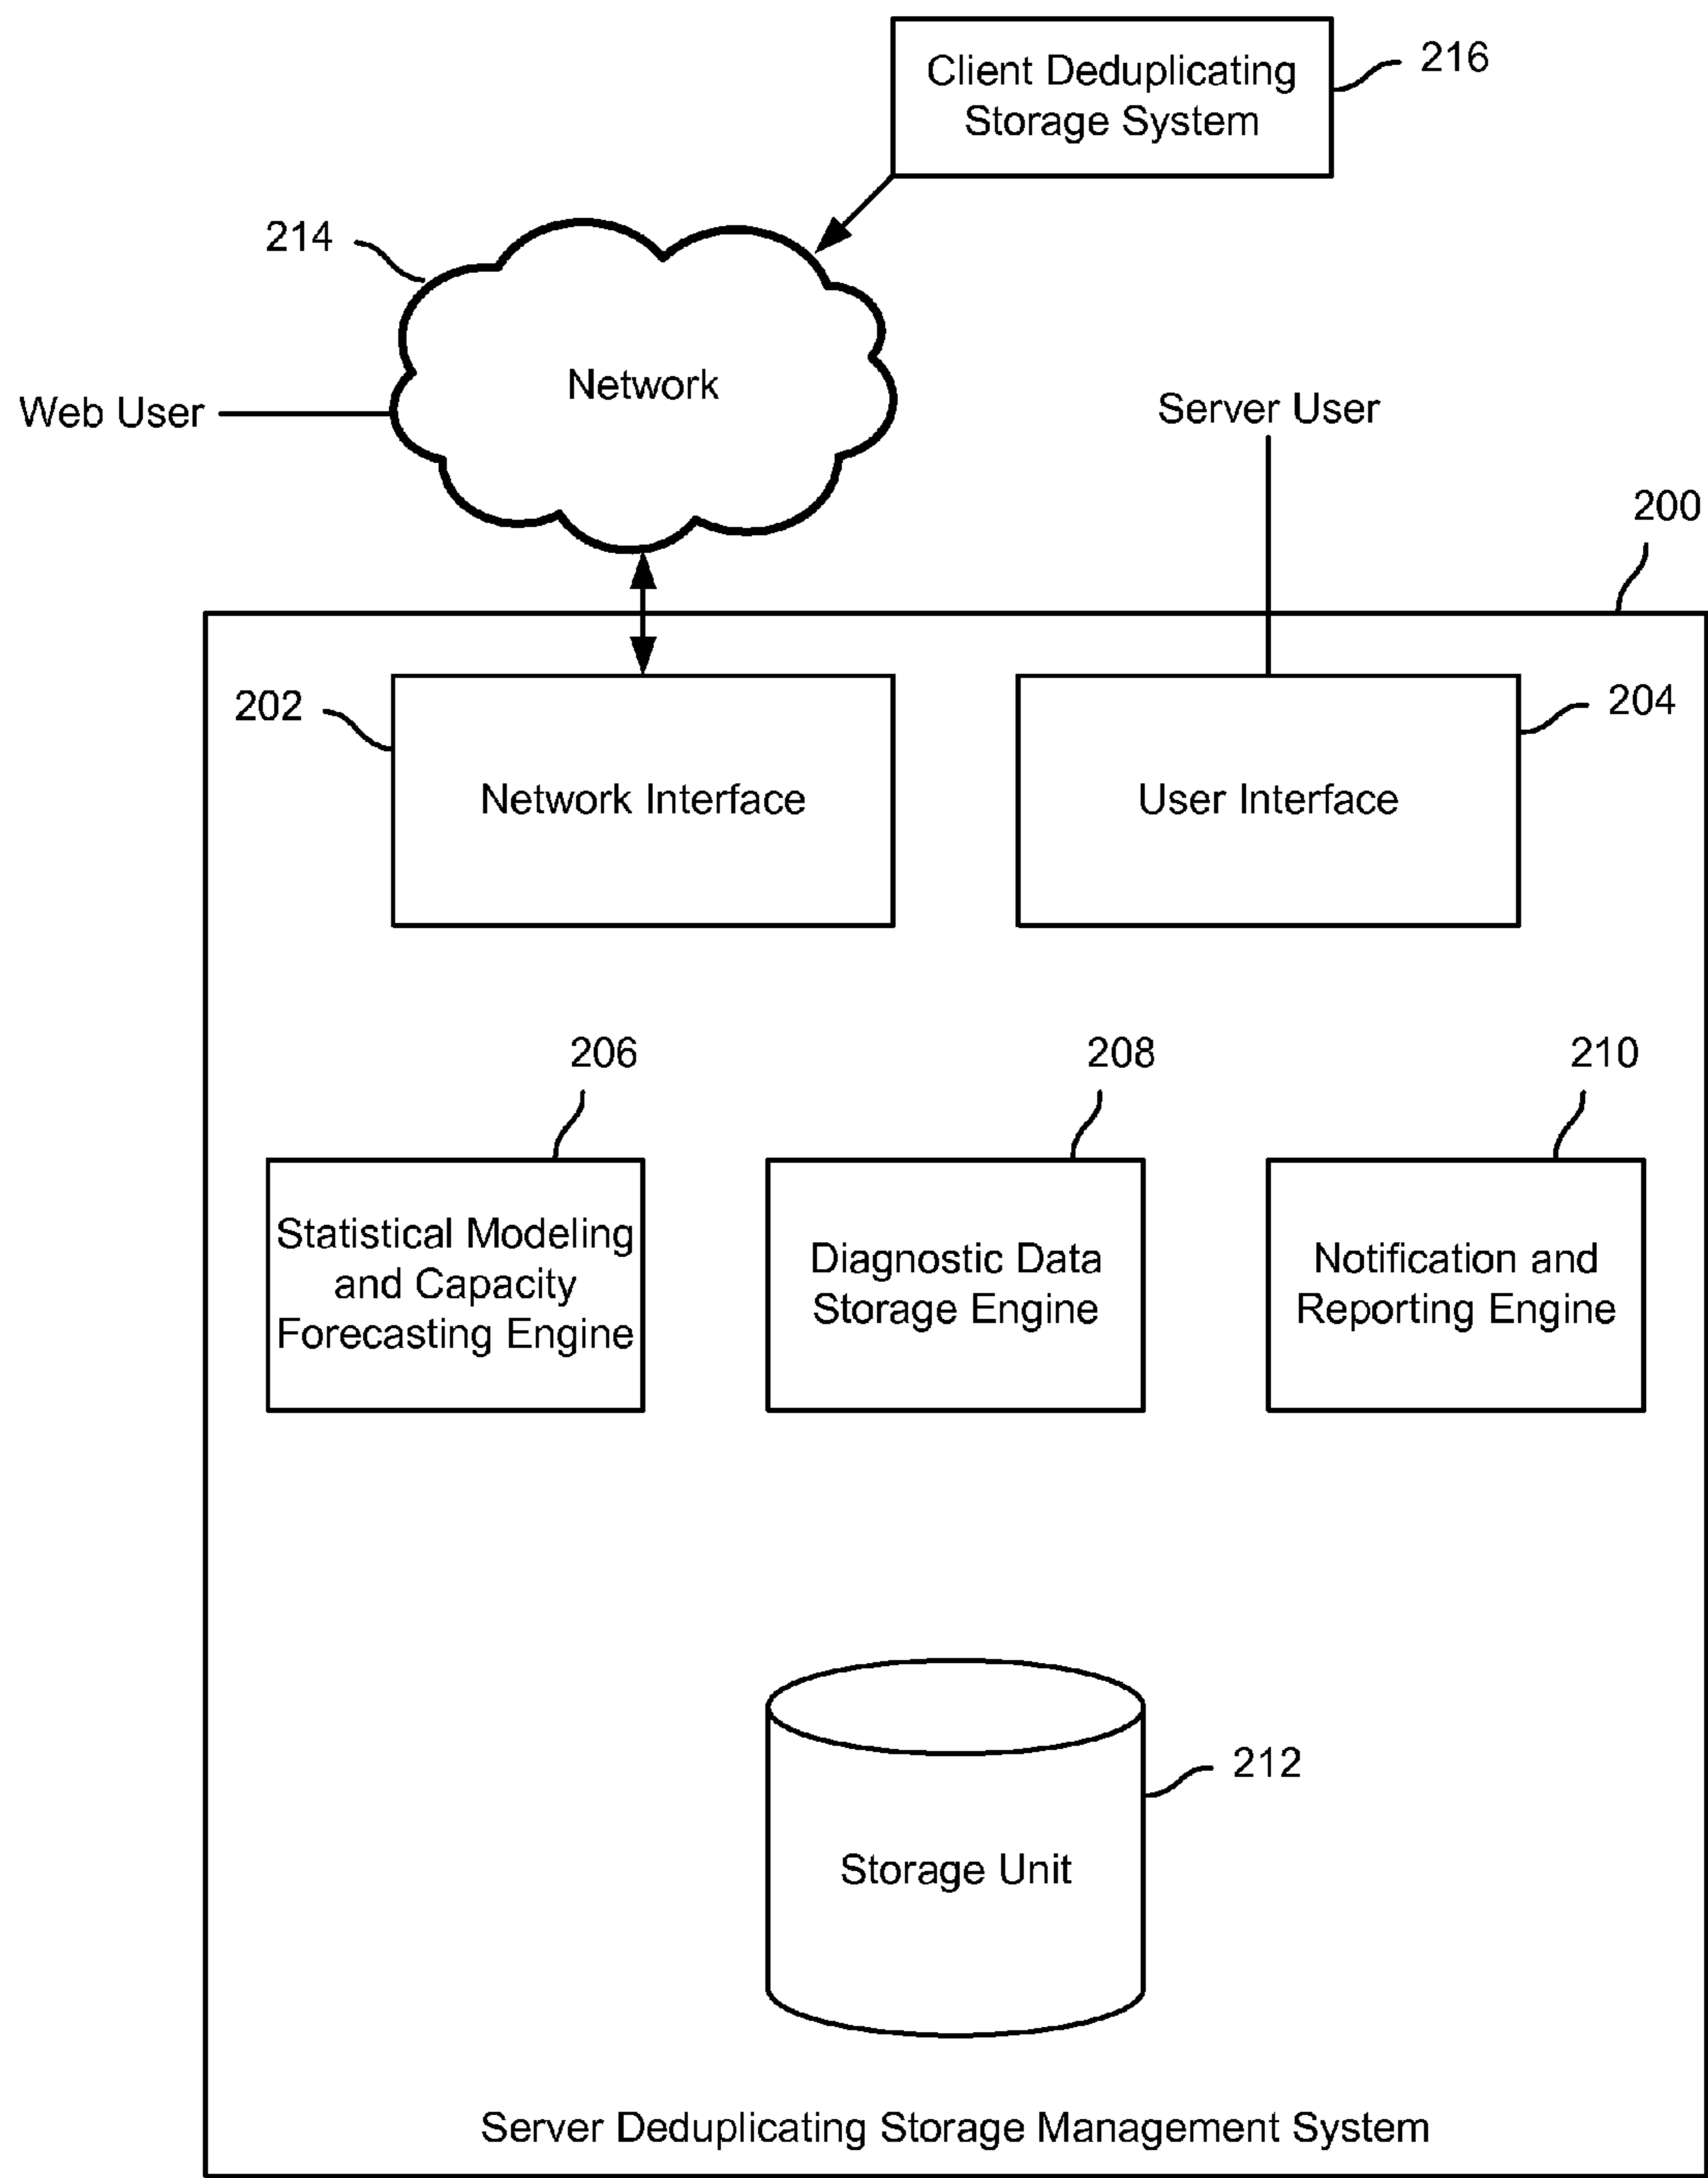 Client Deduplicating
Storage System
216
214
Network
Web User
Server User
200
202
204
Network Interface
User Interface
206
208
210
Statistical Modeling
and Capacity
Forecasting Engine
Diagnostic Data
Storage Engine
Notification and
Reporting Engine
212
Storage Unit
Server Deduplicating Storage Management System